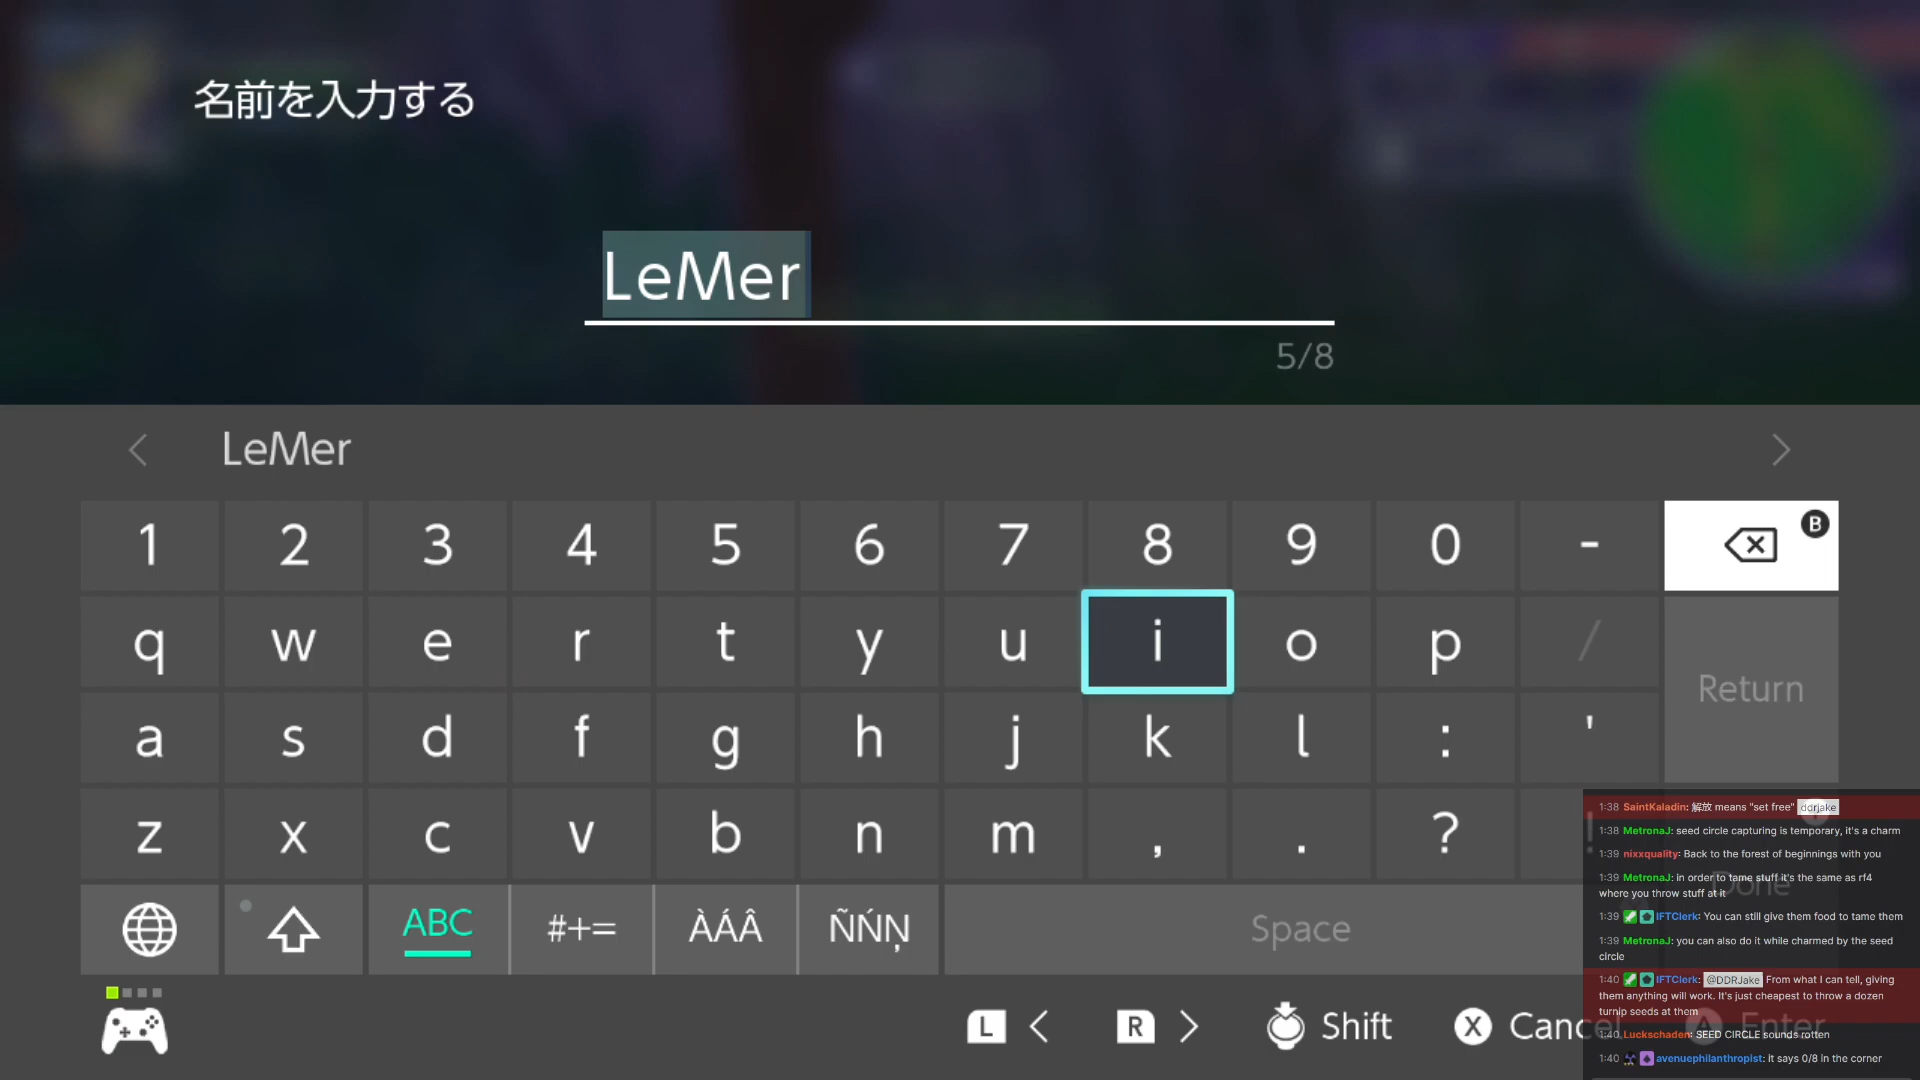 名前を入力する
LeMer
5/8
LeMer
1 2 3 4 5 6 7 8 9 0 - B
q w e r t y u i o p /
Return
a s d f g h j k l : '
z x c v b n m , . ? !
Done
ABC #+= ÀÁÂ ÑŃŅ Space
L R Shift X Cancel A Enter
1:38 SaintKaladin: 解放 means "set free" ddrjake
1:38 MetronaJ: seed circle capturing is temporary, it's a charm
1:39 nixxquality: Back to the forest of beginnings with you
1:39 MetronaJ: in order to tame stuff it's the same as rf4
where you throw stuff at it
1:39 IFTClerk: You can still give them food to tame them
1:39 MetronaJ: you can also do it while charmed by the seed
circle
1:40 IFTClerk: @DDRJake From what I can tell, giving
them anything will work. It's just cheapest to throw a dozen
turnip seeds at them
1:40 Luckschaden: SEED CIRCLE sounds rotten
1:40 avenuephilanthropist: it says 0/8 in the corner